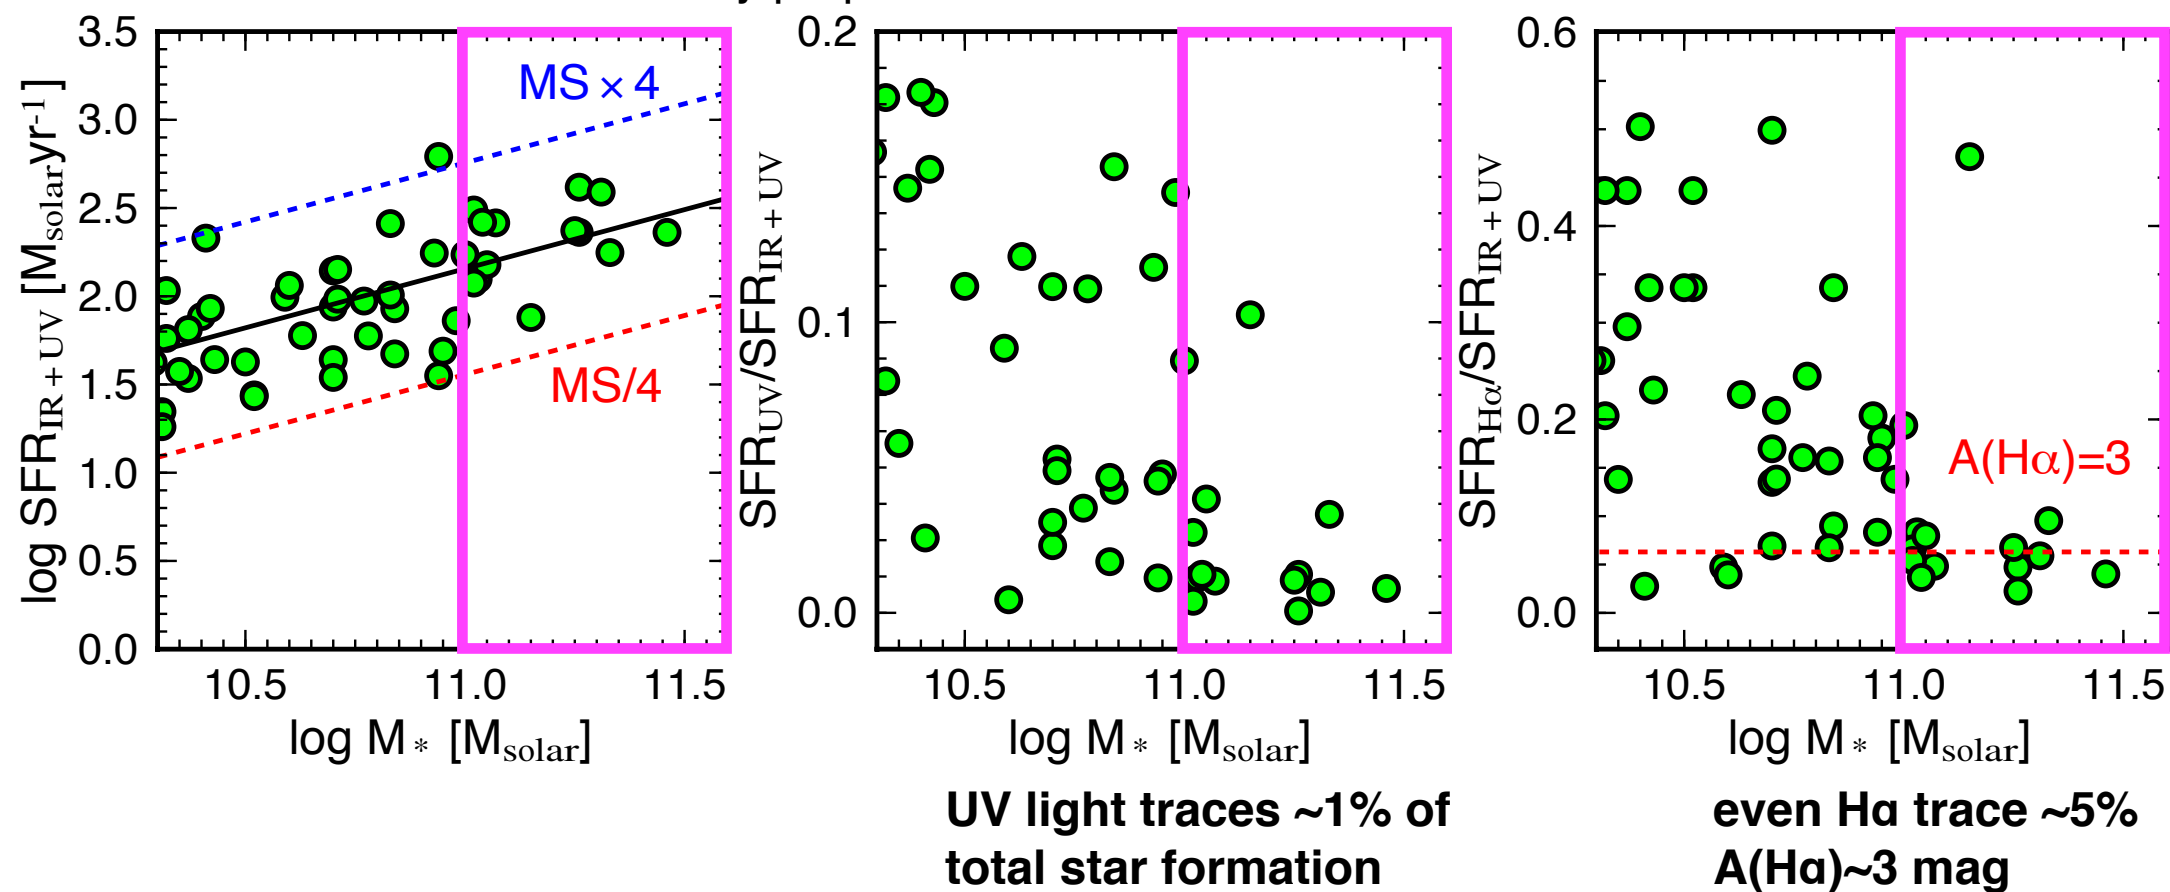 3.5
3.0
2.5
2.0
1.5
1.0
0.5
0.0
log SFR_IR+UV [M_solar yr^-1]
MS × 4
MS/4
10.5 11.0 11.5
log M_* [M_solar]
0.2
0.1
0.0
SFR_UV/SFR_IR+UV
10.5 11.0 11.5
log M_* [M_solar]
UV light traces ~1% of
total star formation
0.6
0.4
0.2
0.0
SFR_Hα/SFR_IR+UV
A(Hα)=3
10.5 11.0 11.5
log M_* [M_solar]
even Hα trace ~5%
A(Hα)~3 mag